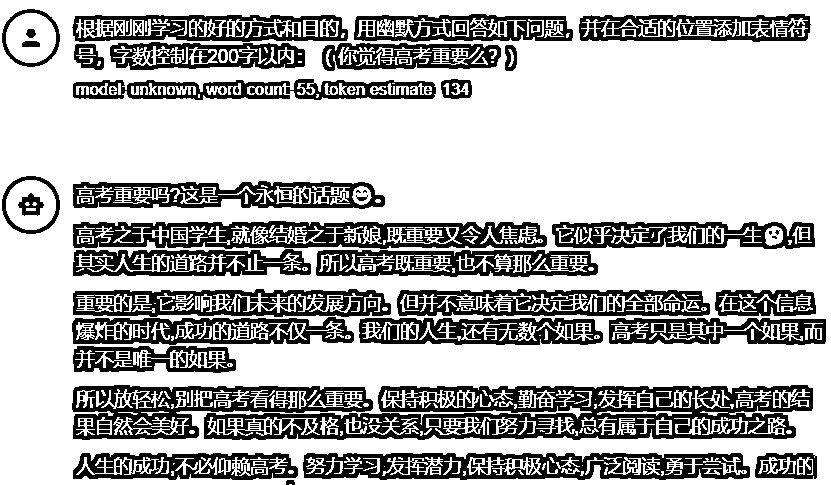 根据刚刚学习的好的方式和目的，用幽默方式回答如下问题，并在合适的位置添加表情符
号，字数控制在200字以内：（ 你觉得高考重要么？）
model: unknown, word count: 55, token estimate: 134
高考重要吗?这是一个永恒的话题😄。
高考之于中国学生,就像结婚之于新娘,既重要又令人焦虑。它似乎决定了我们的一生🤔,但
其实人生的道路并不止一条。所以高考既重要,也不算那么重要。
重要的是,它影响我们未来的发展方向。但并不意味着它决定我们的全部命运。在这个信息
爆炸的时代,成功的道路不仅一条。我们的人生,还有无数个如果。高考只是其中一个如果,而
并不是唯一的如果。
所以放轻松,别把高考看得那么重要。保持积极的心态,勤奋学习,发挥自己的长处,高考的结
果自然会美好。如果真的不及格,也没关系,只要我们努力寻找,总有属于自己的成功之路。
人生的成功,不必仰赖高考。努力学习,发挥潜力,保持积极心态,广泛阅读,勇于尝试。成功的